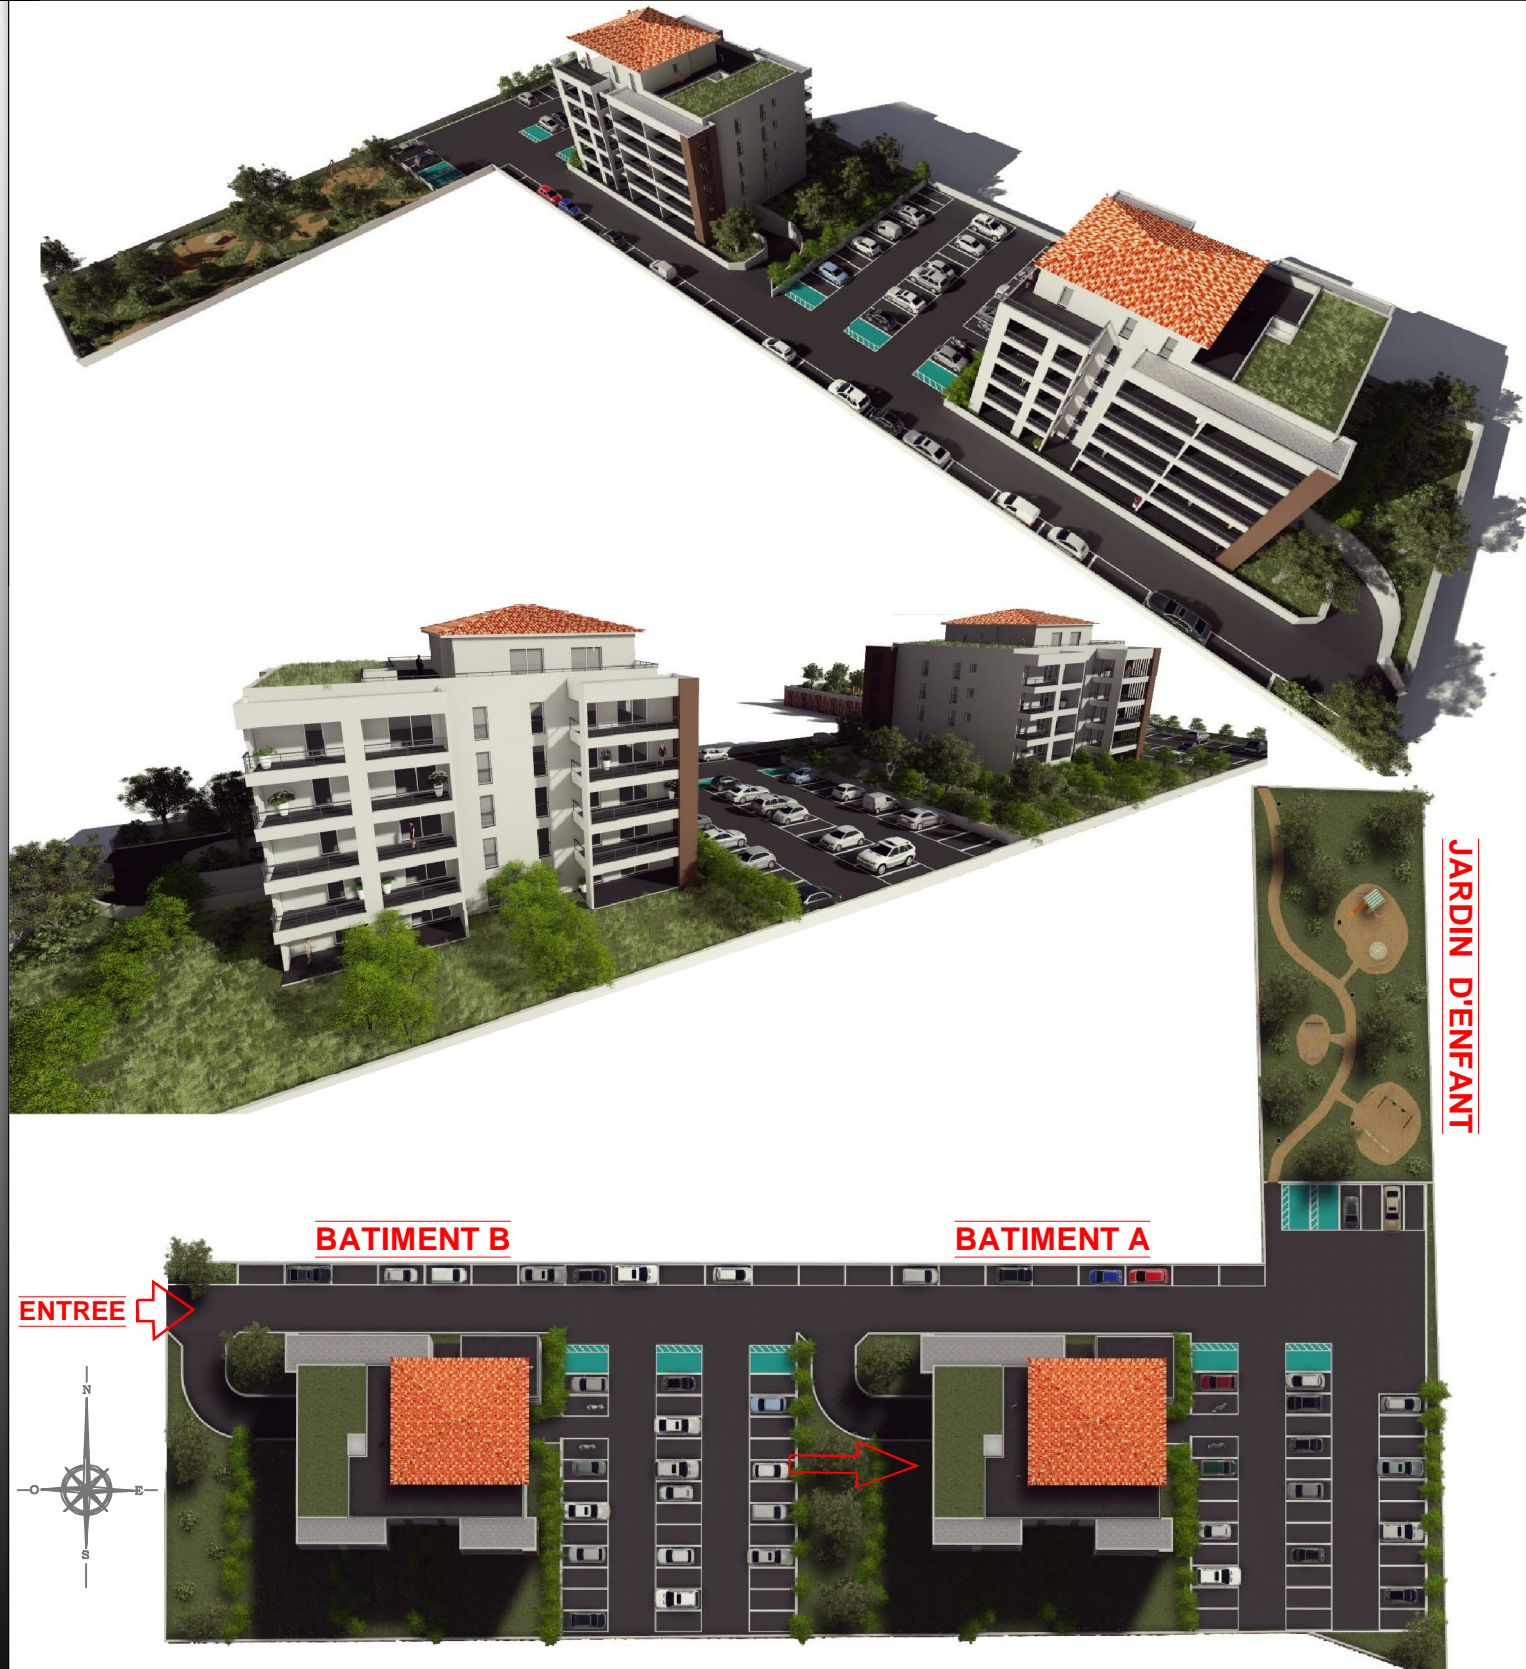 JARDIN D'ENFANT
BATIMENT B
BATIMENT A
ENTREE
N
O
E
S